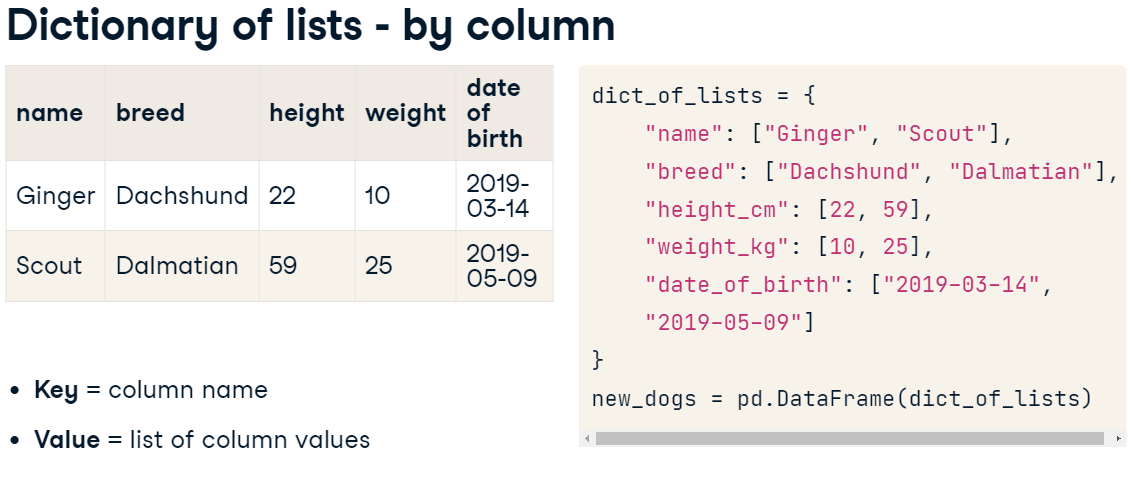 Dictionary of lists - by column
name breed height weight date of birth
Ginger Dachshund 22 10 2019-03-14
Scout Dalmatian 59 25 2019-05-09
• Key = column name
• Value = list of column values
dict_of_lists = {
    "name": ["Ginger", "Scout"],
    "breed": ["Dachshund", "Dalmatian"],
    "height_cm": [22, 59],
    "weight_kg": [10, 25],
    "date_of_birth": ["2019-03-14",
    "2019-05-09"]
}
new_dogs = pd.DataFrame(dict_of_lists)